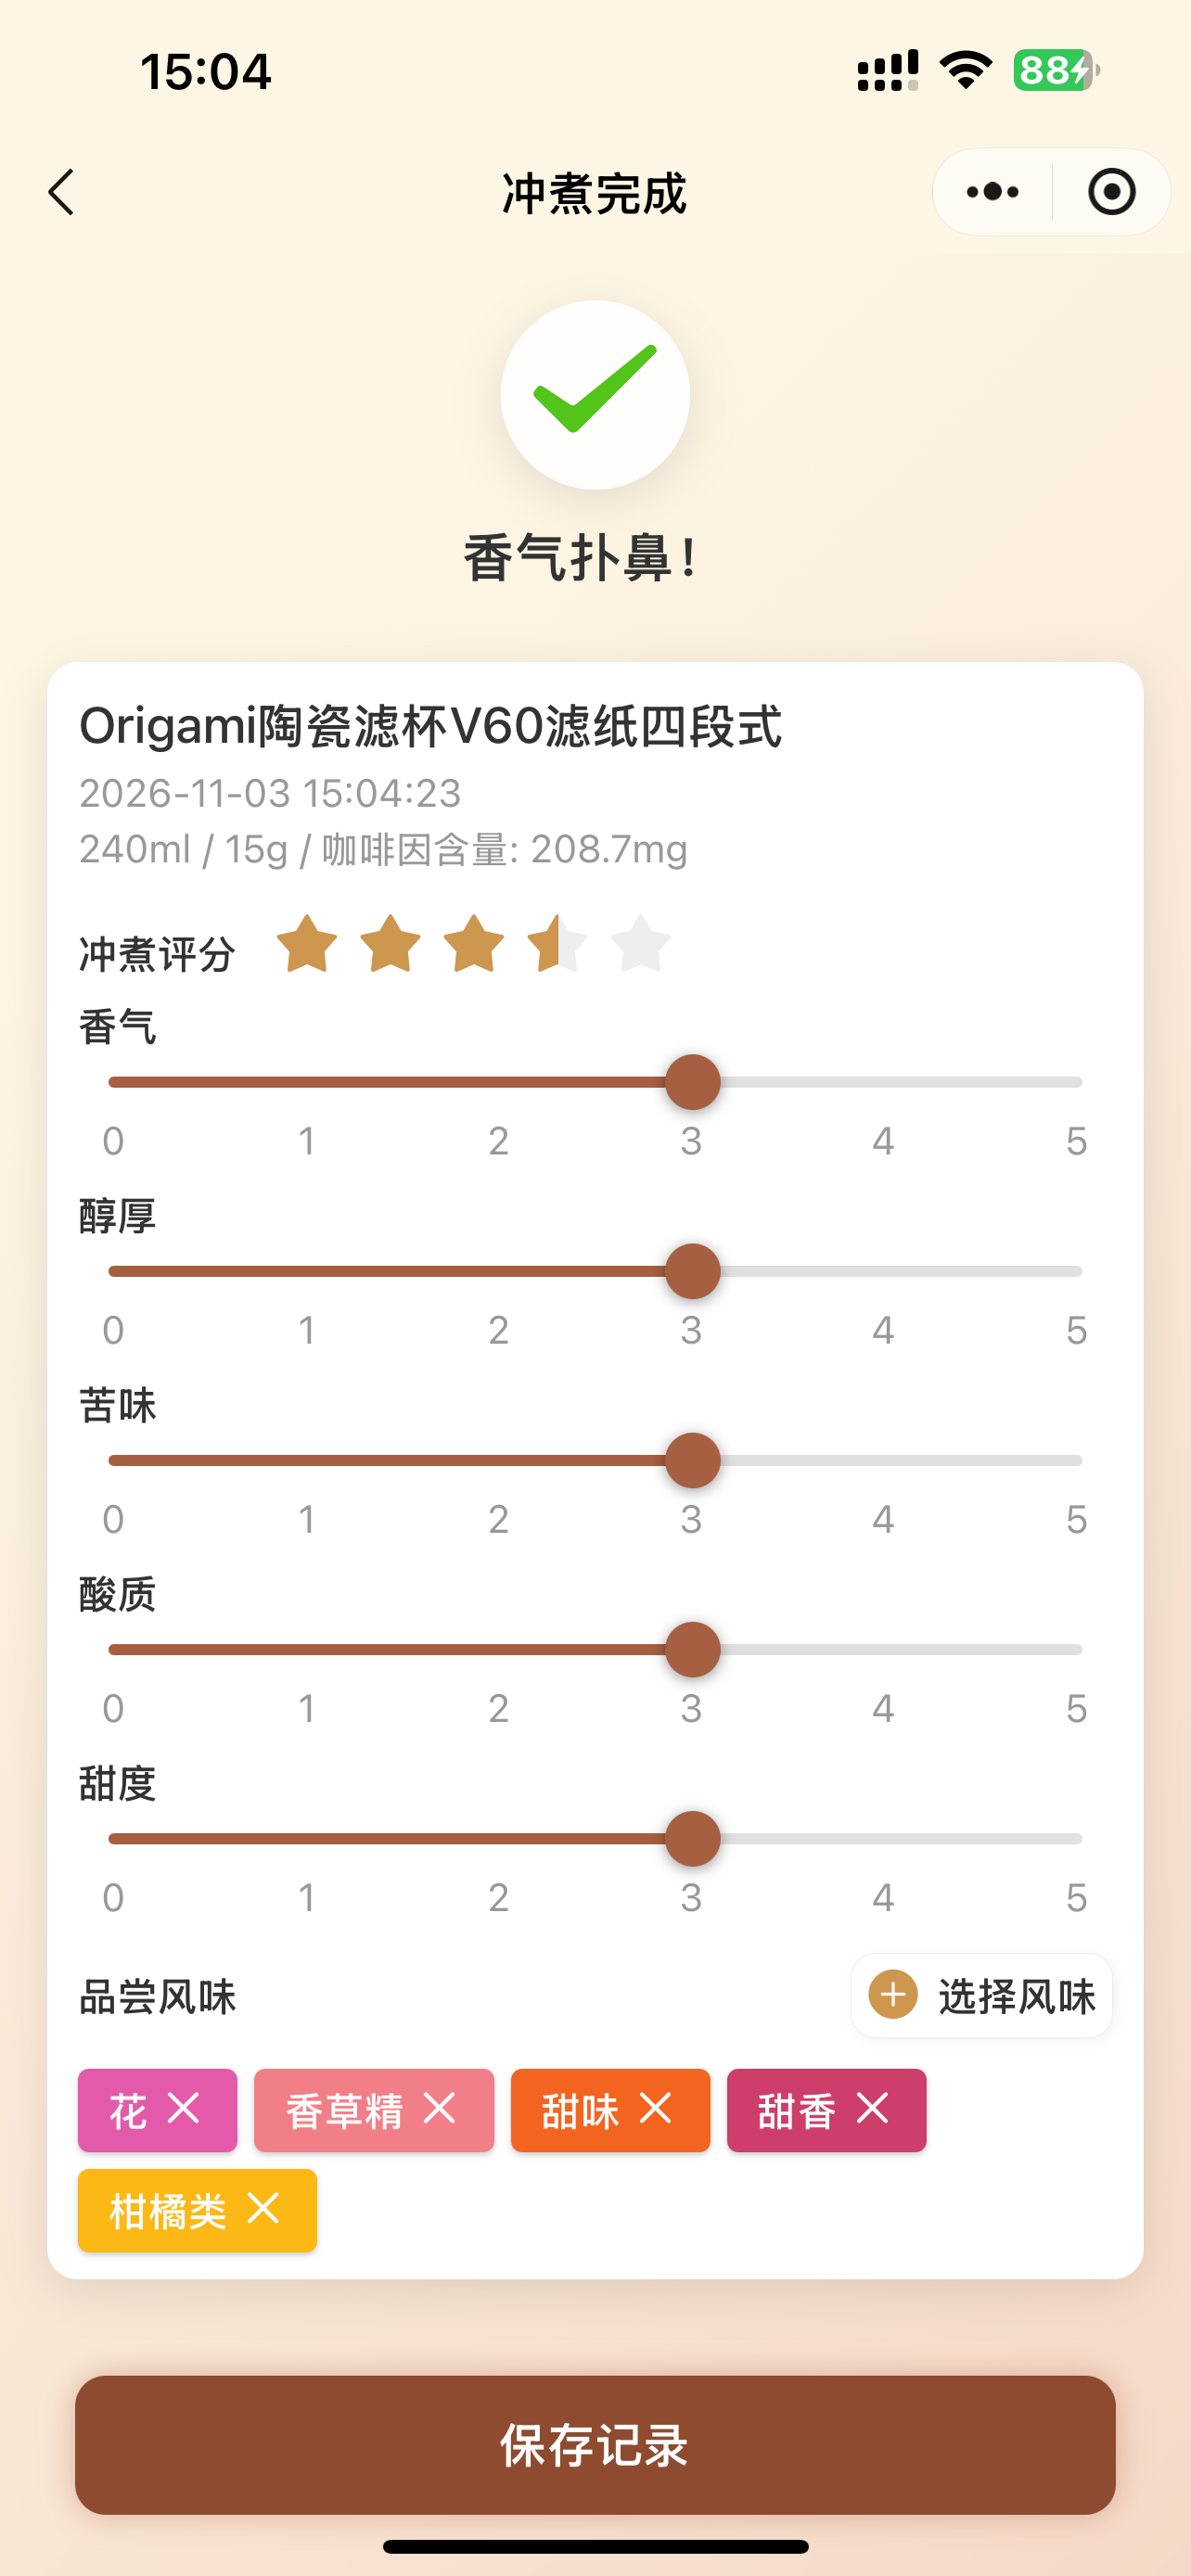 15:04
88
冲煮完成
香气扑鼻！
Origami陶瓷滤杯V60滤纸四段式
2026-11-03 15:04:23
240ml / 15g / 咖啡因含量: 208.7mg
冲煮评分
香气
0 1 2 3 4 5
醇厚
0 1 2 3 4 5
苦味
0 1 2 3 4 5
酸质
0 1 2 3 4 5
甜度
0 1 2 3 4 5
品尝风味 选择风味
花 香草精 甜味 甜香
柑橘类
保存记录